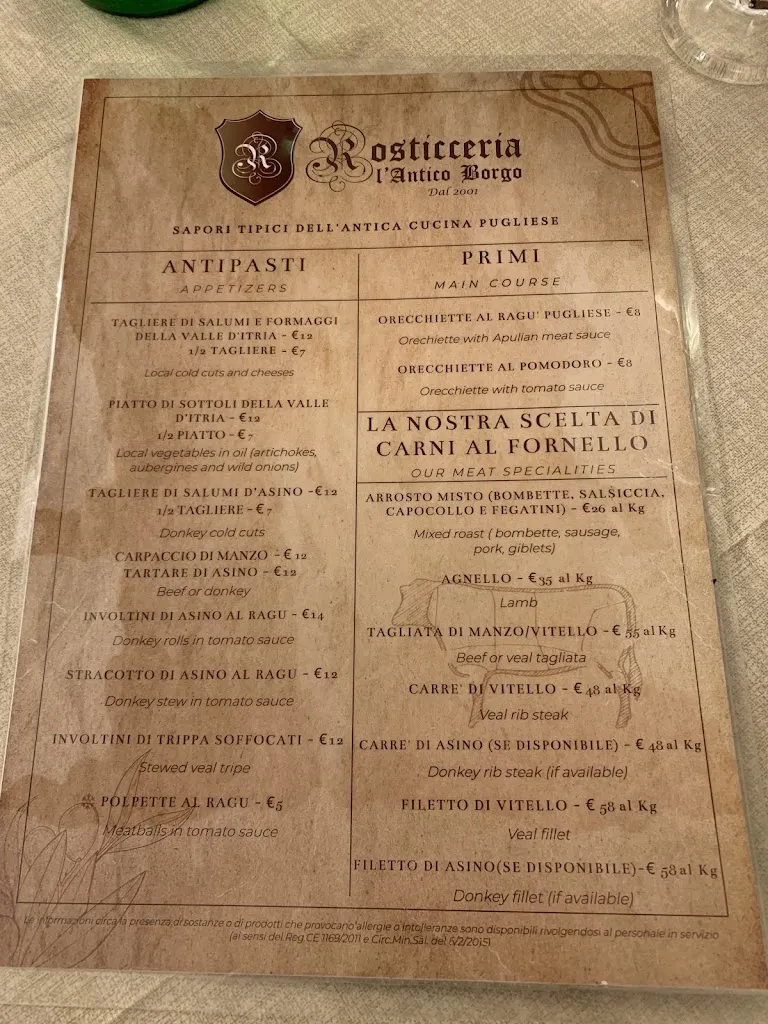 R
Rosticceria
l'Antico Borgo
Dal 2001
SAPORI TIPICI DELL'ANTICA CUCINA PUGLIESE
ANTIPASTI
APPETIZERS
TAGLIERE DI SALUMI E FORMAGGI
DELLA VALLE D'ITRIA - €12
1/2 TAGLIERE - €7
Local cold cuts and cheeses
PIATTO DI SOTTOLI DELLA VALLE
D'ITRIA - €12
1/2 PIATTO - €7
Local vegetables in oil (artichokes,
aubergines and wild onions)
TAGLIERE DI SALUMI D'ASINO -€12
1/2 TAGLIERE - €7
Donkey cold cuts
CARPACCIO DI MANZO - €12
TARTARE DI ASINO - €12
Beef or donkey
INVOLTINI DI ASINO AL RAGU - €14
Donkey rolls in tomato sauce
STRACOTTO DI ASINO AL RAGU - €12
Donkey stew in tomato sauce
INVOLTINI DI TRIPPA SOFFOCATI - €12
Stewed veal tripe
POLPETTE AL RAGU - €5
Meatballs in tomato sauce
PRIMI
MAIN COURSE
ORECCHIETTE AL RAGU' PUGLIESE - €8
Orechiette with Apulian meat sauce
ORECCHIETTE AL POMODORO - €8
Orecchiette with tomato sauce
LA NOSTRA SCELTA DI
CARNI AL FORNELLO
OUR MEAT SPECIALITIES
ARROSTO MISTO (BOMBETTE, SALSICCIA,
CAPOCOLLO E FEGATINI) - €26 al Kg
Mixed roast ( bombette, sausage,
pork, giblets)
AGNELLO - €35 al Kg
Lamb
TAGLIATA DI MANZO/VITELLO - € 55 al Kg
Beef or veal tagliata
CARRE' DI VITELLO - € 48 al Kg
Veal rib steak
CARRE' DI ASINO (SE DISPONIBILE) - € 48 al Kg
Donkey rib steak (if available)
FILETTO DI VITELLO - € 58 al Kg
Veal fillet
FILETTO DI ASINO(SE DISPONIBILE)-€ 58 al Kg
Donkey fillet (if available)
Le informazioni circa la presenza di sostanze o di prodotti che provocano allergie o intolleranze sono disponibili rivolgendosi al personale in servizio
(ai sensi del Reg.CE 1169/2011 e Circ.Min.Sal. del 6/2/2015)